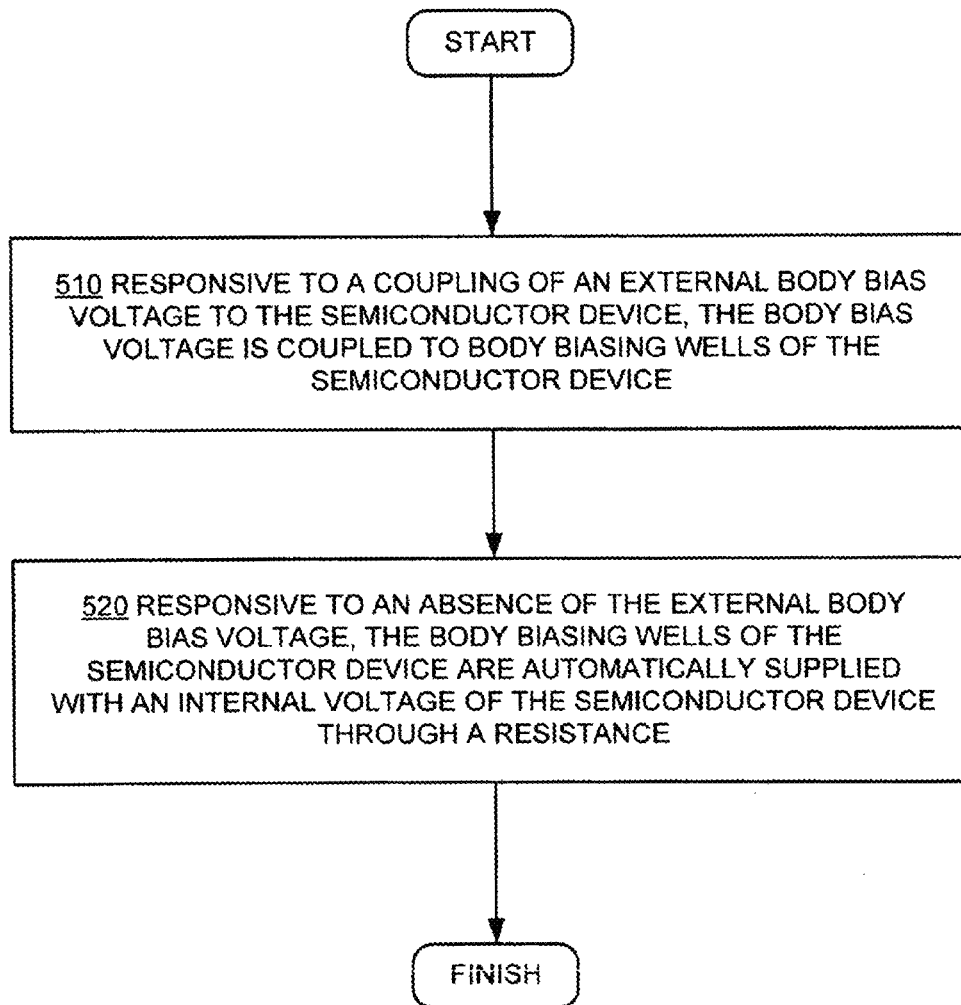 START
510 RESPONSIVE TO A COUPLING OF AN EXTERNAL BODY BIAS
VOLTAGE TO THE SEMICONDUCTOR DEVICE, THE BODY BIAS
VOLTAGE IS COUPLED TO BODY BIASING WELLS OF THE
SEMICONDUCTOR DEVICE
520 RESPONSIVE TO AN ABSENCE OF THE EXTERNAL BODY
BIAS VOLTAGE, THE BODY BIASING WELLS OF THE
SEMICONDUCTOR DEVICE ARE AUTOMATICALLY SUPPLIED
WITH AN INTERNAL VOLTAGE OF THE SEMICONDUCTOR DEVICE
THROUGH A RESISTANCE
FINISH